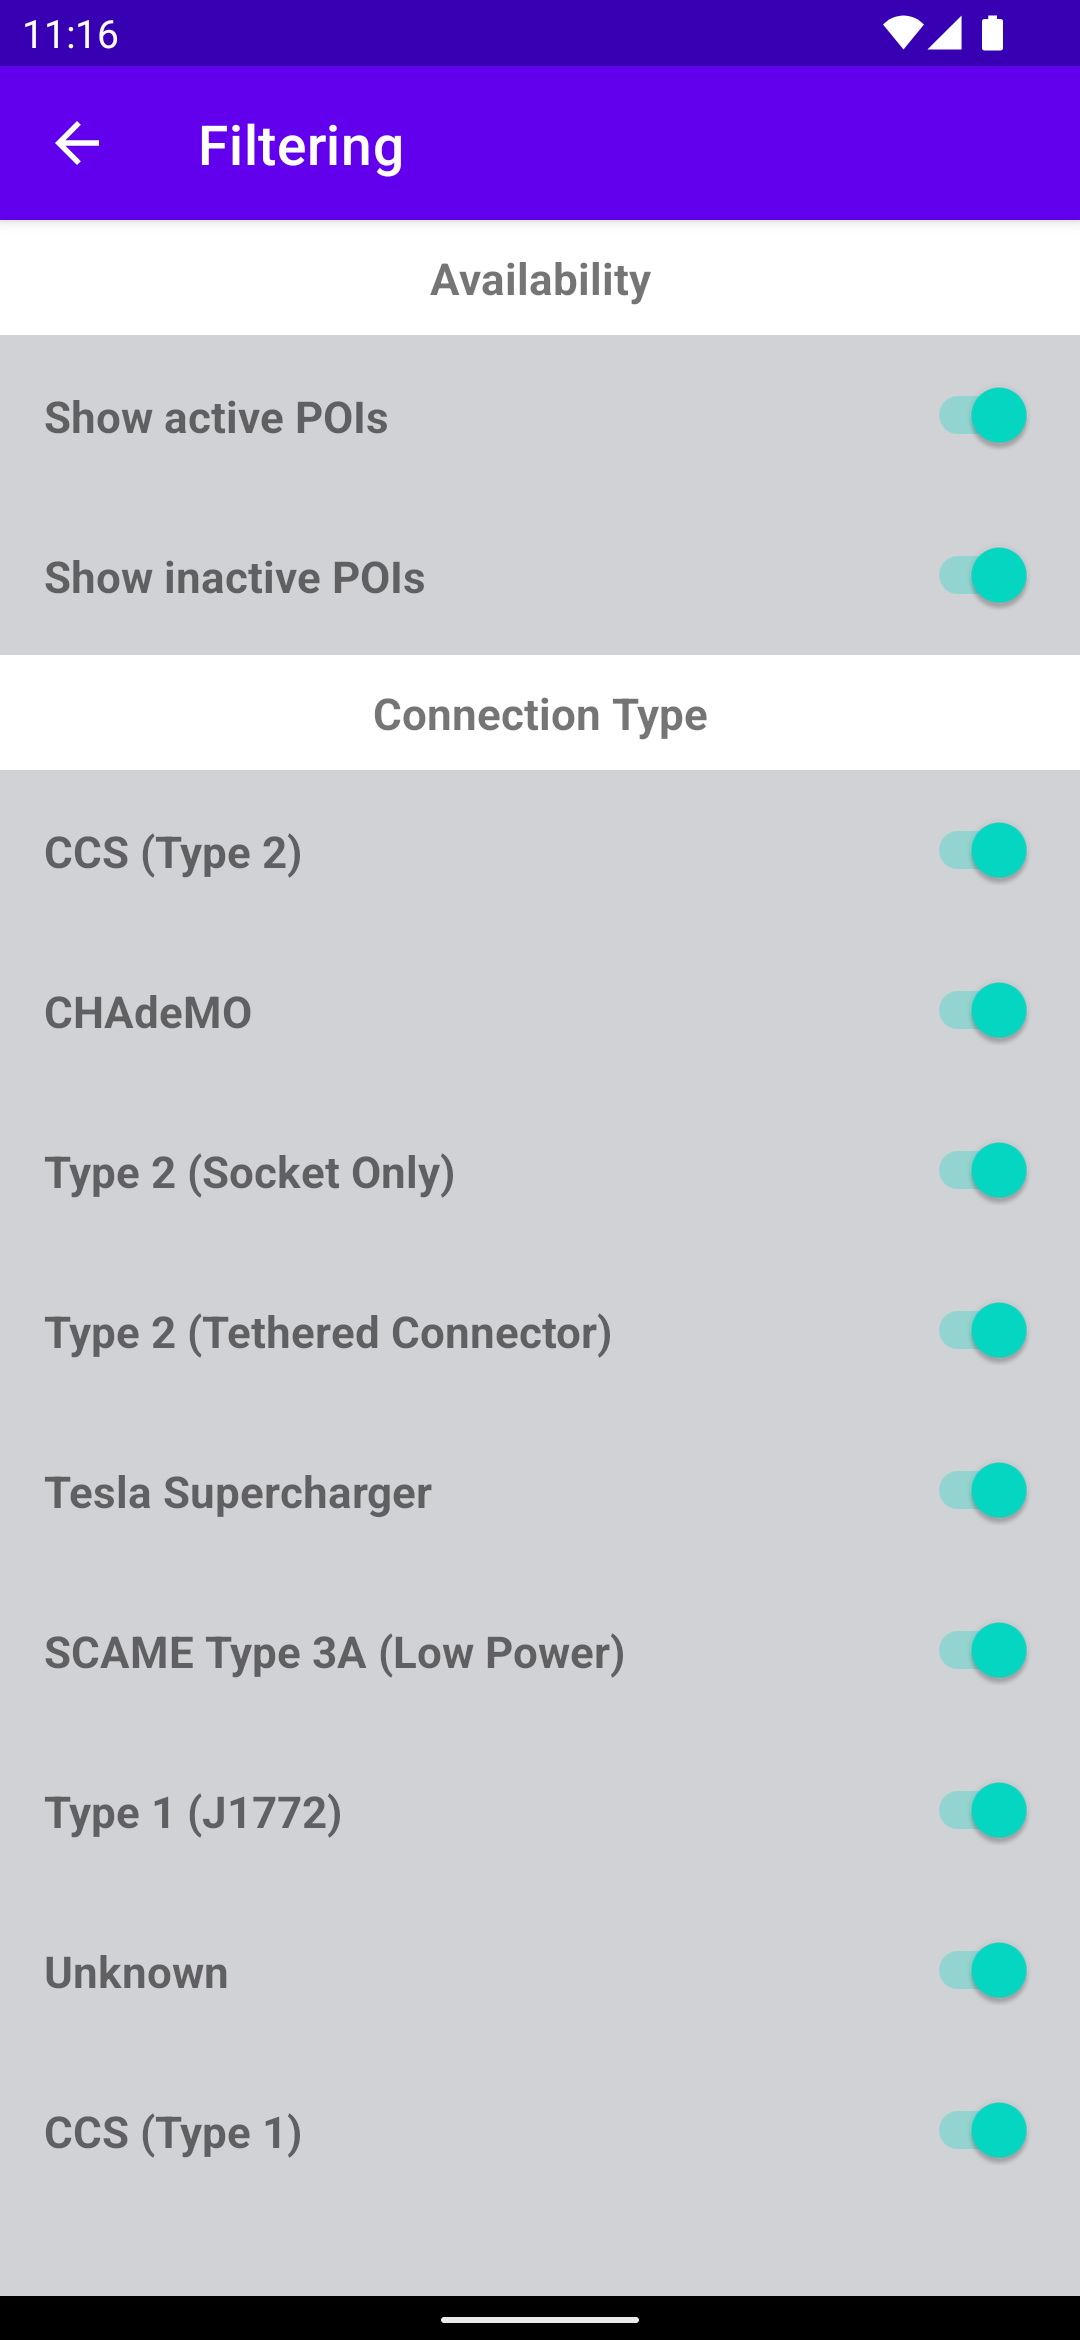 11:16
Filtering
Availability
Show active POIs
Show inactive POIs
Connection Type
CCS (Type 2)
CHAdeMO
Type 2 (Socket Only)
Type 2 (Tethered Connector)
Tesla Supercharger
SCAME Type 3A (Low Power)
Type 1 (J1772)
Unknown
CCS (Type 1)